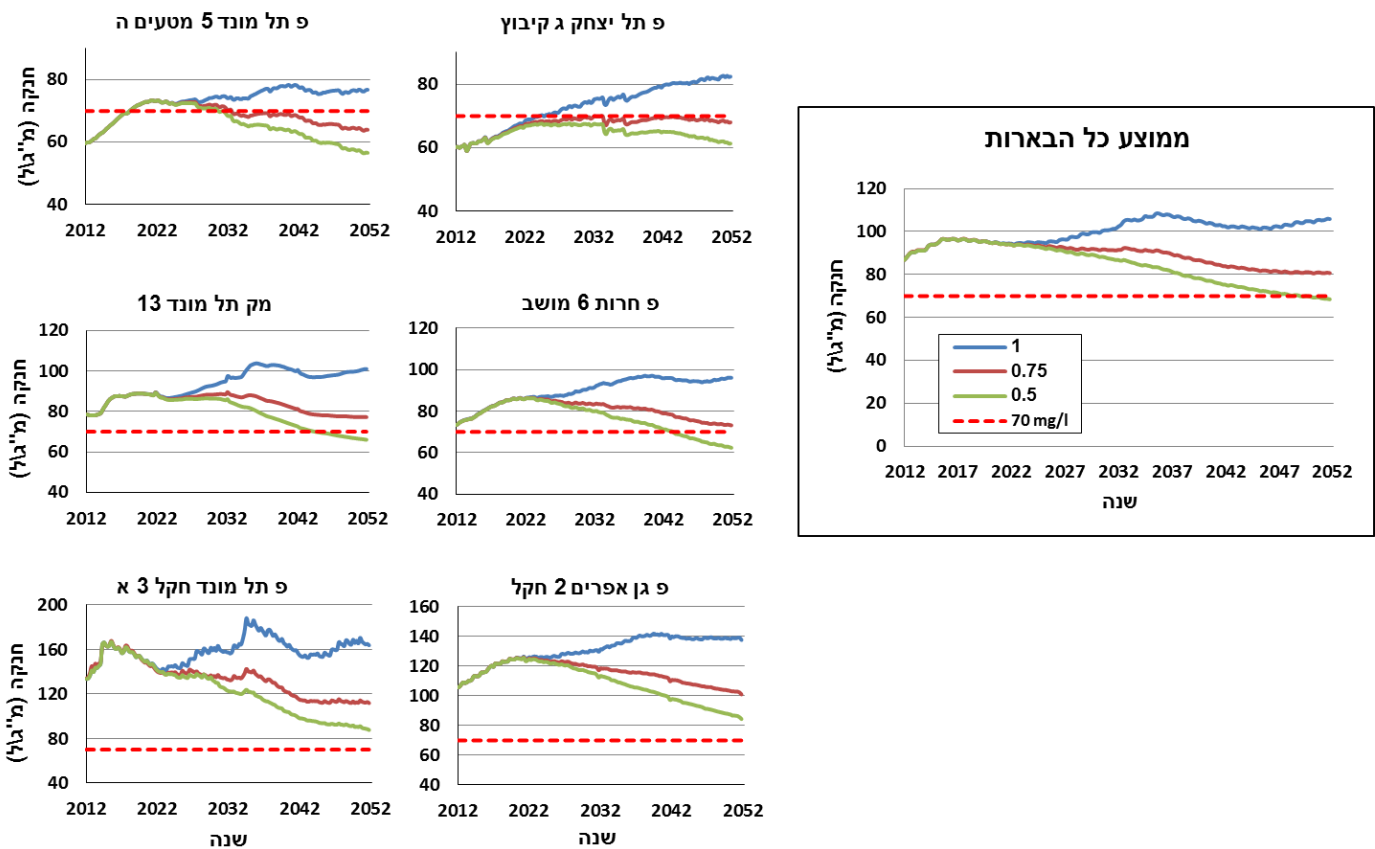 פ תל מונד 5 מטעים ה
חנקה (מ"ג\ל)
80
60
40
2012 2022 2032 2042 2052
פ תל יצחק ג קיבוץ
80
60
40
2012 2022 2032 2042 2052
מק תל מונד 13
חנקה (מ"ג\ל)
120
100
80
60
40
2012 2022 2032 2042 2052
פ חרות 6 מושב
120
100
80
60
40
2012 2022 2032 2042 2052
פ תל מונד חקל 3 א
חנקה (מ"ג\ל)
200
160
120
80
40
2012 2022 2032 2042 2052
שנה
פ גן אפרים 2 חקל
160
140
120
100
80
60
40
2012 2022 2032 2042 2052
שנה
ממוצע כל הבארות
חנקה (מ"ג\ל)
120
100
80
60
40
20
0
1
0.75
0.5
70 mg/l
2012 2017 2022 2027 2032 2037 2042 2047 2052
שנה